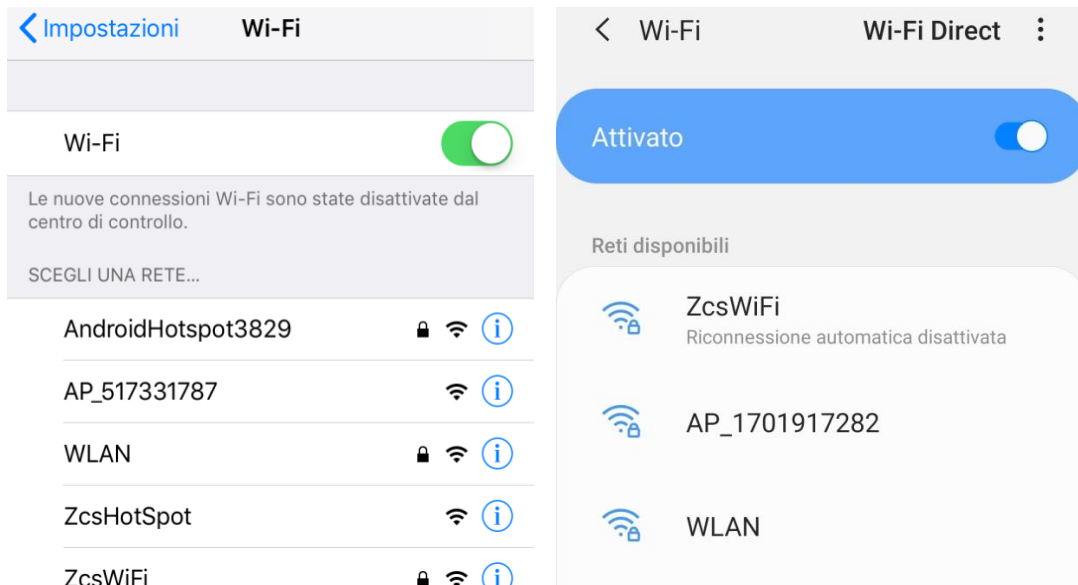 Impostazioni
Wi-Fi
Wi-Fi
Le nuove connessioni Wi-Fi sono state disattivate dal
centro di controllo.
SCEGLI UNA RETE...
AndroidHotspot3829
AP_517331787
WLAN
ZcsHotSpot
ZcsWiFi
Wi-Fi
Wi-Fi Direct
Attivato
Reti disponibili
ZcsWiFi
Riconnessione automatica disattivata
AP_1701917282
WLAN